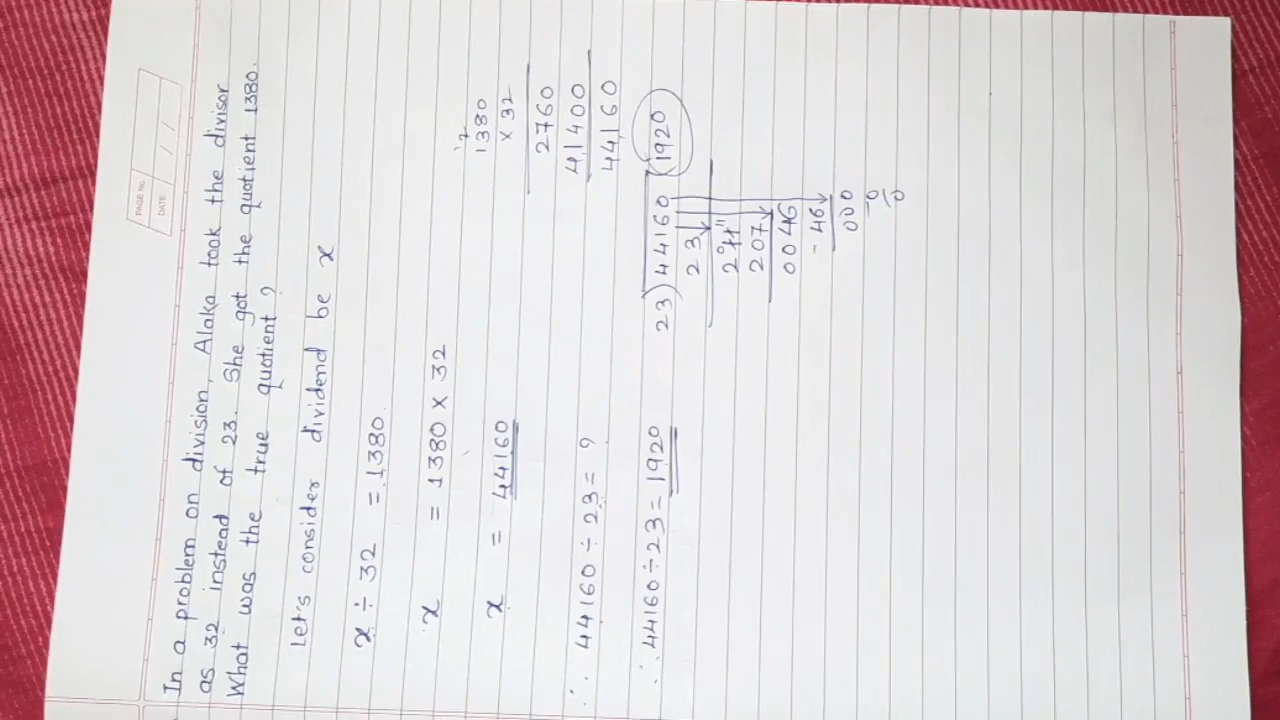 PAGE No.
DATE / /
In a problem on division, Alaka took the divisor
as 32 instead of 23. She got the quotient 1380.
What was the true quotient ?
Let's consider dividend be x
x ÷ 32 = 1380.
x = 1380 × 32
x = 44160
∴ 44160 ÷ 23 = ?
∴ 44160 ÷ 23 = 1920
1380
× 32
2760
41400
44160
23) 44160 (1920
23
207
0046
- 46
000
0
0